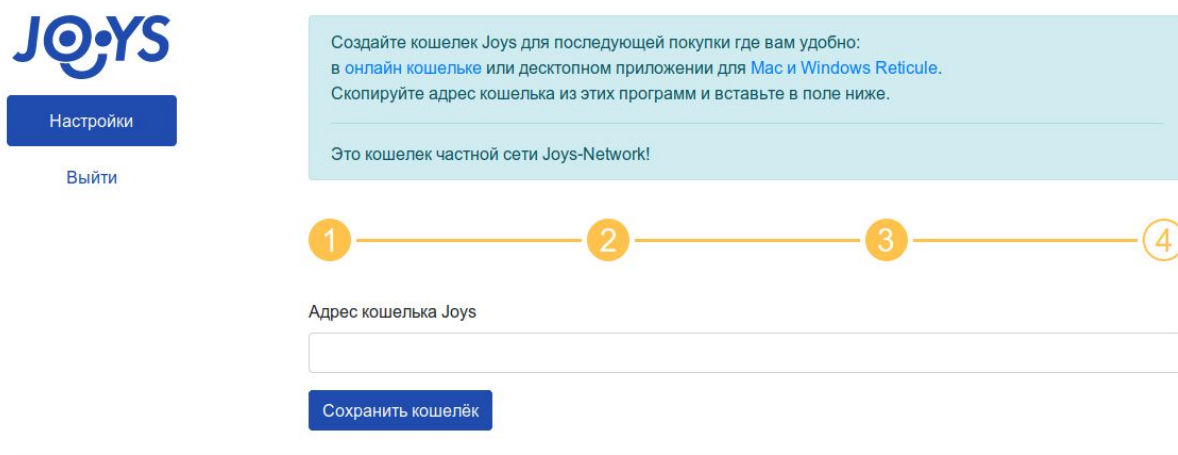 JOYS
Настройки
Выйти
Создайте кошелек Joys для последующей покупки где вам удобно:
в онлайн кошельке или десктопном приложении для Mac и Windows Reticule.
Скопируйте адрес кошелька из этих программ и вставьте в поле ниже.
Это кошелек частной сети Joys-Network!
1 2 3 4
Адрес кошелька Joys
Сохранить кошелёк